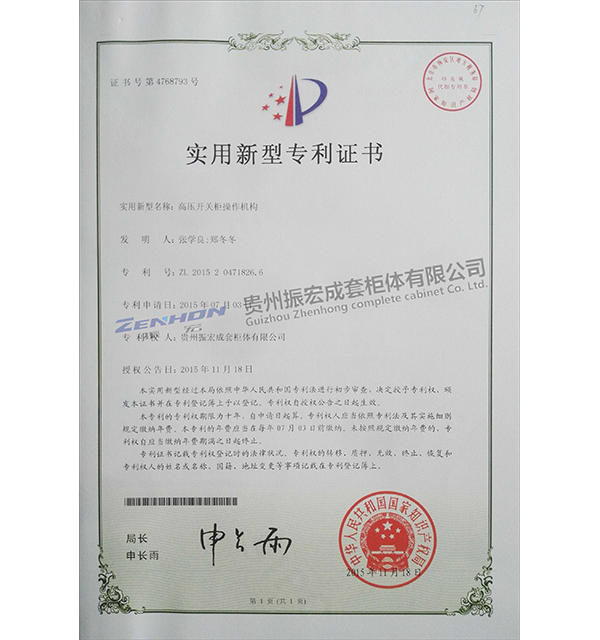 67
证书号第4768793号
实用新型专利证书
实用新型名称：高压开关柜操作机构
发 明 人：张学良;郑冬冬
专 利 号：ZL 2015 2 0471826.6
专利申请日：2015年07月03日
专 利 权 人：贵州振宏成套柜体有限公司
授权公告日：2015年11月18日
ZENHON
振 宏
贵州振宏成套柜体有限公司
Guizhou Zhenhong complete cabinet Co. Ltd.
本实用新型经过本局依照中华人民共和国专利法进行初步审查，决定授予专利权，颁
发本证书并在专利登记簿上予以登记。专利权自授权公告之日起生效。
本专利的专利权期限为十年，自申请日起算。专利权人应当依照专利法及其实施细则
规定缴纳年费。本专利的年费应当在每年07月03日前缴纳。未按照规定缴纳年费的，专
利权自应当缴纳年费期满之日起终止。
专利证书记载专利权登记时的法律状况。专利权的转移、质押、无效、终止、恢复和
专利权人的姓名或名称、国籍、地址变更等事项记载在专利登记簿上。
局长
申长雨
申长雨
中华人民共和国国家知识产权局
2015年11月18日
第1页(共1页)